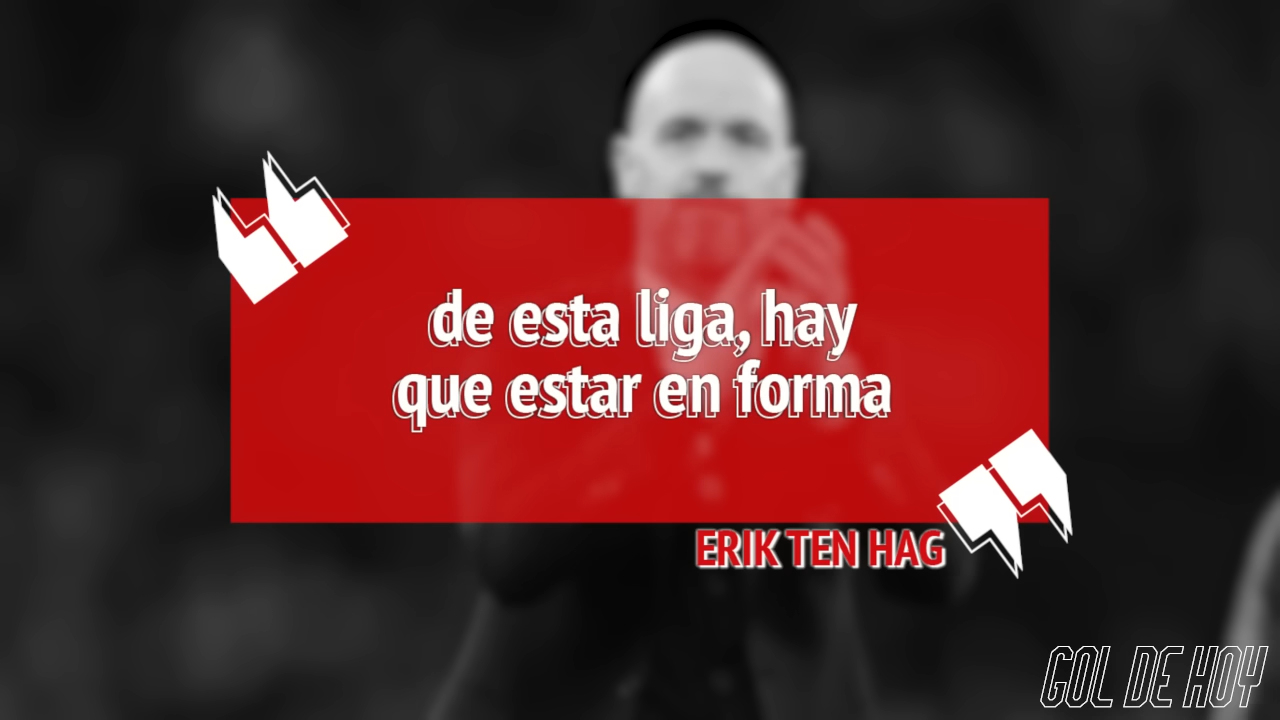 de esta liga, hay
que estar en forma
ERIK TEN HAG
GOL DE HOY